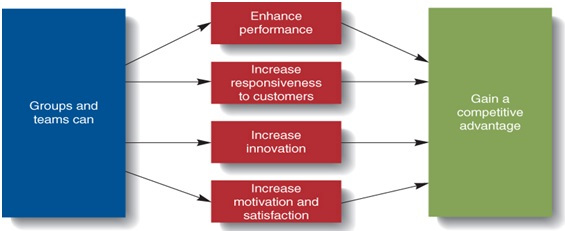 Groups and
teams can
Enhance
performance
Increase
responsiveness
to customers
Increase
innovation
Increase
motivation and
satisfaction
Gain a
competitive
advantage